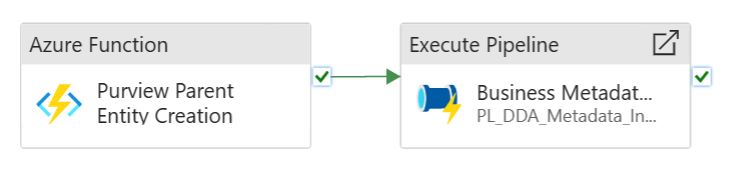 Azure Function
Purview Parent
Entity Creation
Execute Pipeline
Business Metadat...
PL_DDA_Metadata_In...